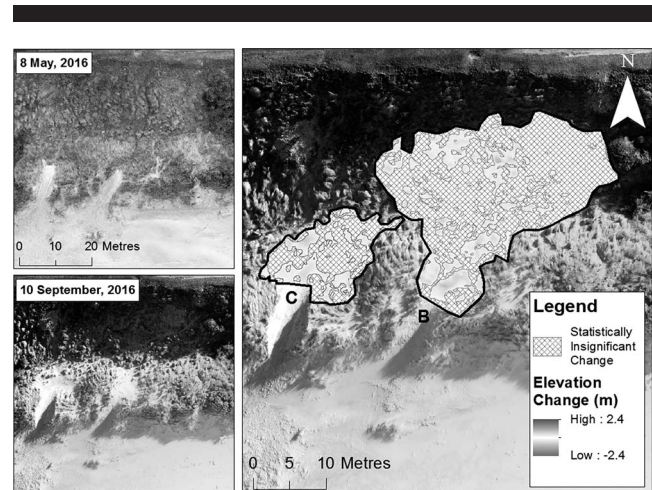 8 May, 2016
0 10 20 Metres
10 September, 2016
N
C
B
0 5 10 Metres
Legend
Statistically
Insignificant
Change
Elevation
Change (m)
High : 2.4
Low : -2.4